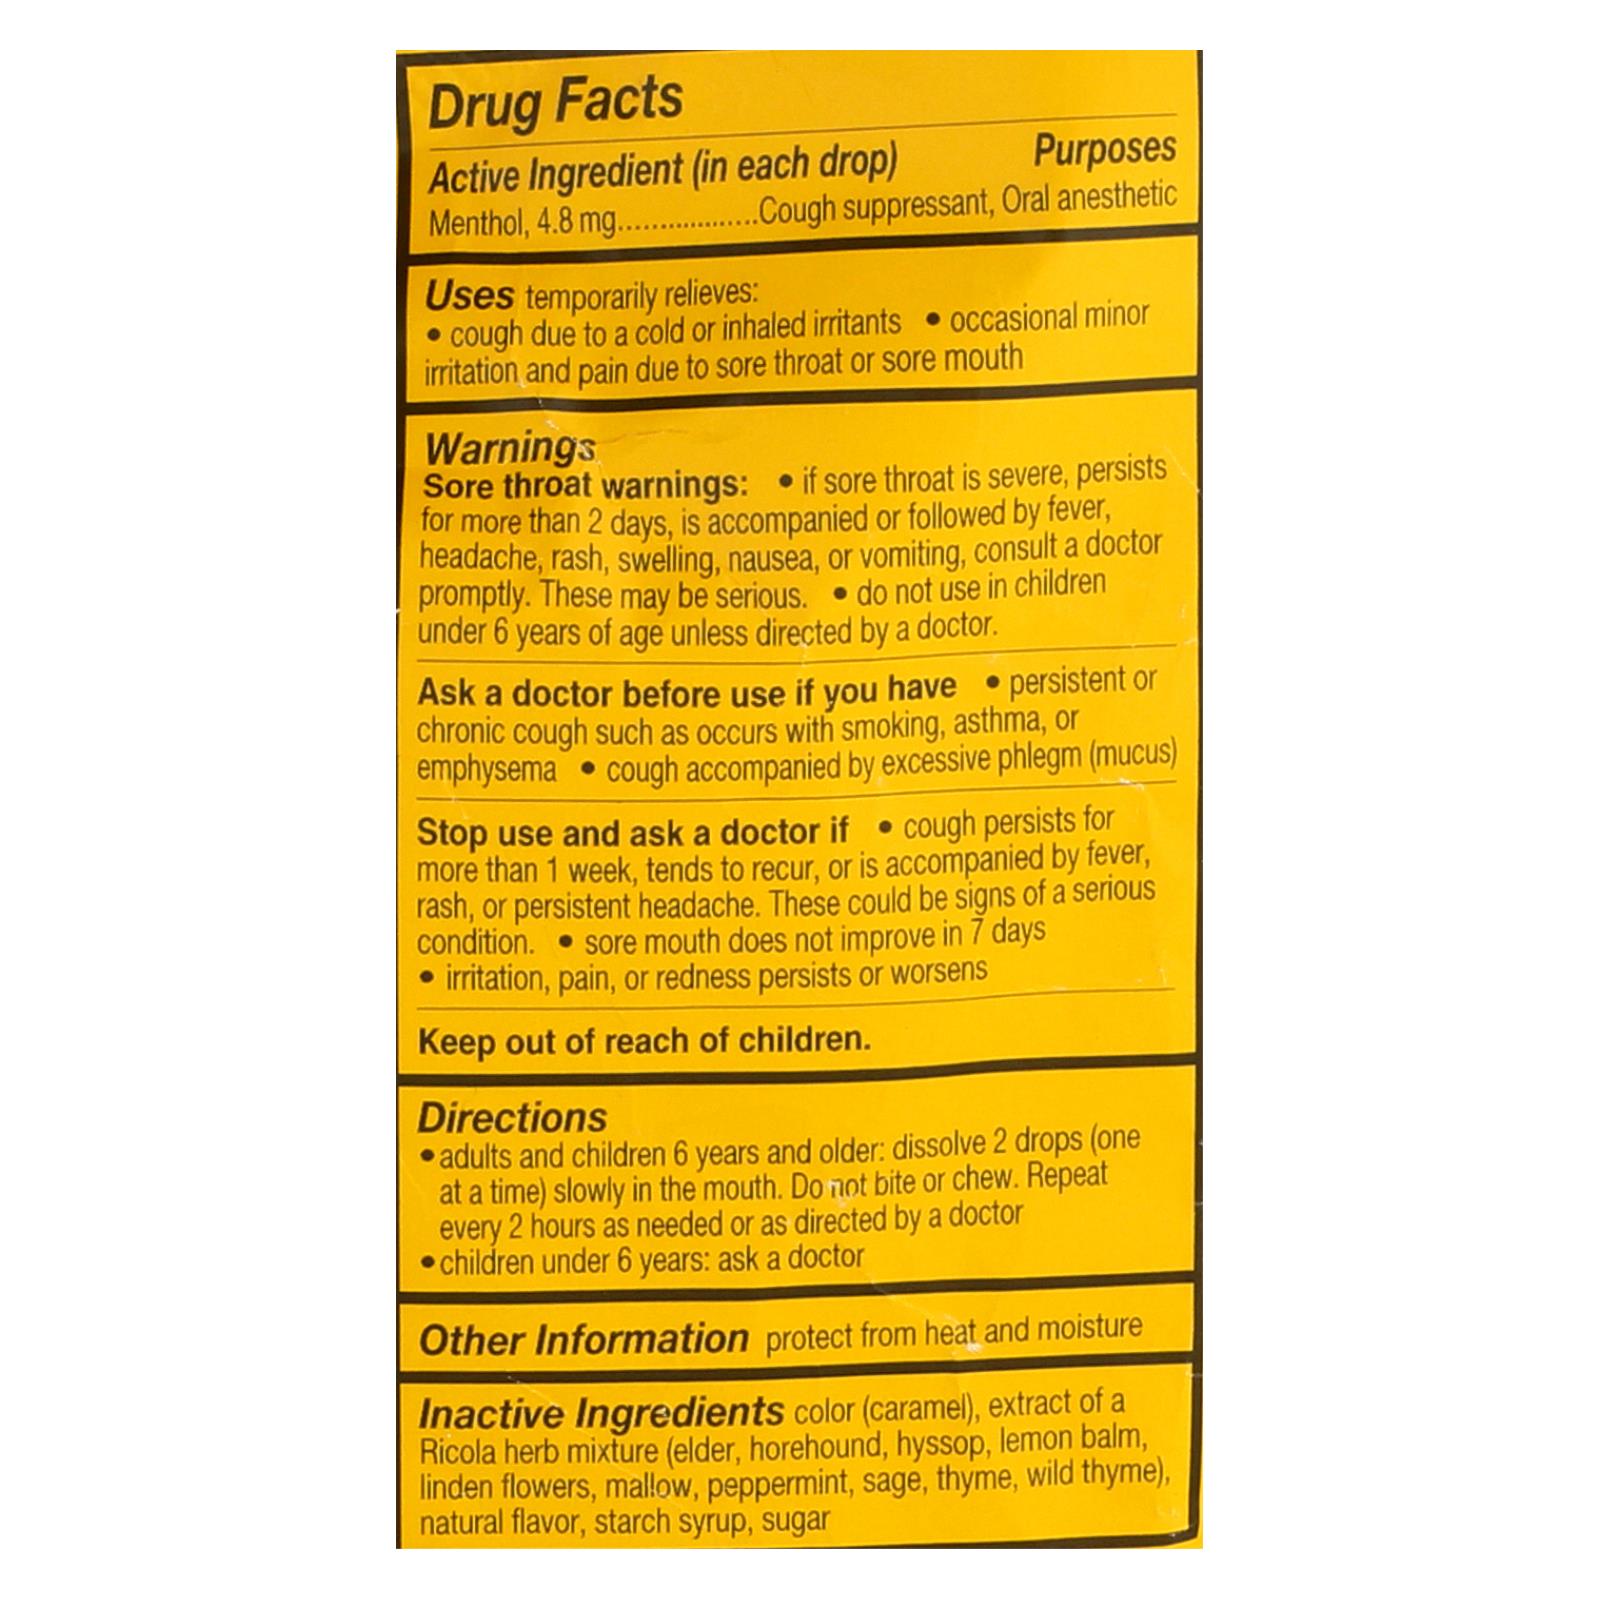 Drug Facts
Active Ingredient (in each drop) Purposes
Menthol, 4.8 mg...................Cough suppressant, Oral anesthetic
Uses temporarily relieves:
• cough due to a cold or inhaled irritants • occasional minor
irritation and pain due to sore throat or sore mouth
Warnings
Sore throat warnings: • if sore throat is severe, persists
for more than 2 days, is accompanied or followed by fever,
headache, rash, swelling, nausea, or vomiting, consult a doctor
promptly. These may be serious. • do not use in children
under 6 years of age unless directed by a doctor.
Ask a doctor before use if you have • persistent or
chronic cough such as occurs with smoking, asthma, or
emphysema • cough accompanied by excessive phlegm (mucus)
Stop use and ask a doctor if • cough persists for
more than 1 week, tends to recur, or is accompanied by fever,
rash, or persistent headache. These could be signs of a serious
condition. • sore mouth does not improve in 7 days
• irritation, pain, or redness persists or worsens
Keep out of reach of children.
Directions
• adults and children 6 years and older: dissolve 2 drops (one
at a time) slowly in the mouth. Do not bite or chew. Repeat
every 2 hours as needed or as directed by a doctor
• children under 6 years: ask a doctor
Other Information protect from heat and moisture
Inactive Ingredients color (caramel), extract of a
Ricola herb mixture (elder, horehound, hyssop, lemon balm,
linden flowers, mallow, peppermint, sage, thyme, wild thyme),
natural flavor, starch syrup, sugar